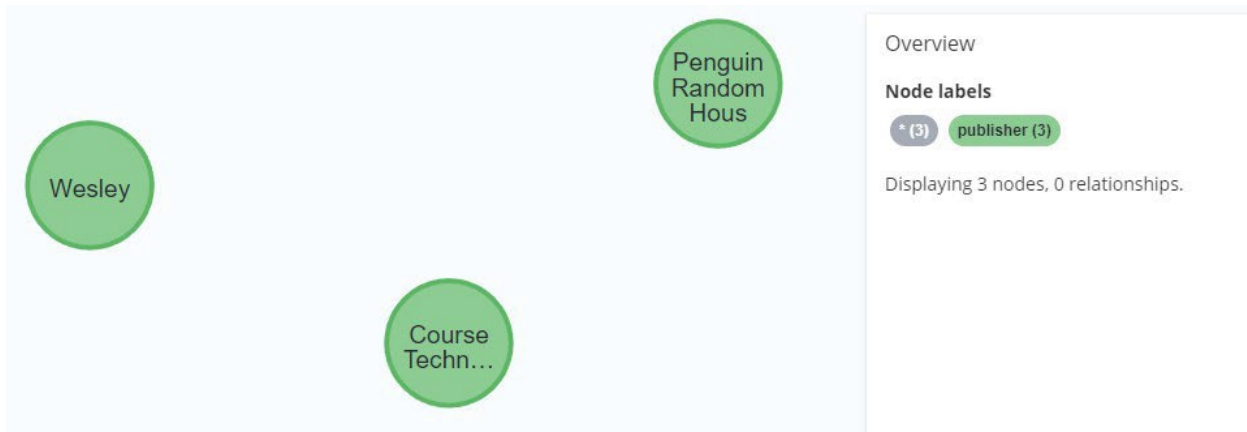 Penguin
Random
Hous
Wesley
Course
Techn...
Overview
Node labels
* (3) publisher (3)
Displaying 3 nodes, 0 relationships.